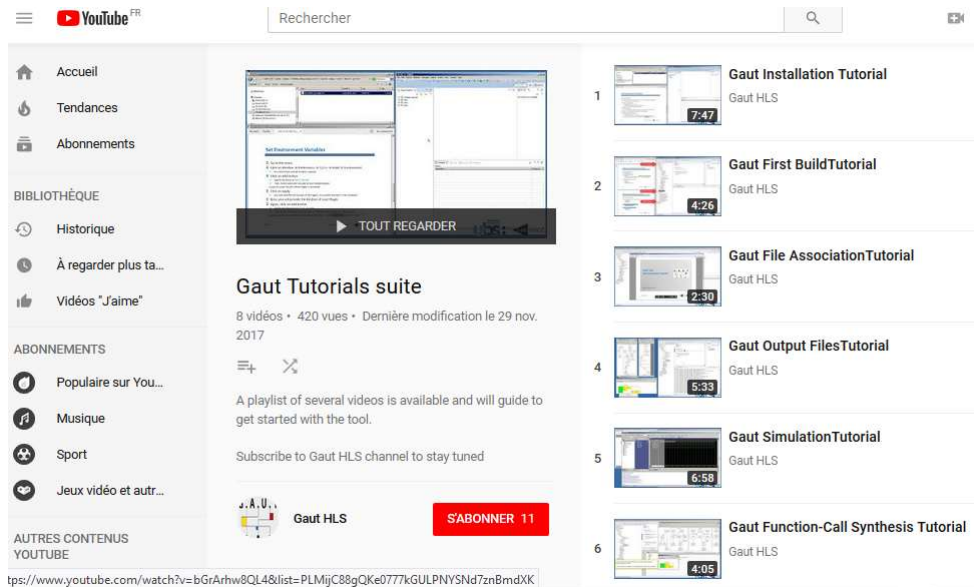 YouTube FR
Rechercher
Accueil
Tendances
Abonnements
BIBLIOTHÈQUE
Historique
À regarder plus ta...
Vidéos "J'aime"
ABONNEMENTS
Populaire sur You...
Musique
Sport
Jeux vidéo et autr...
AUTRES CONTENUS
YOUTUBE
Set Environment Variables
TOUT REGARDER
Gaut Tutorials suite
8 vidéos • 420 vues • Dernière modification le 29 nov.
2017
A playlist of several videos is available and will guide to
get started with the tool.
Subscribe to Gaut HLS channel to stay tuned
Gaut HLS
S'ABONNER 11
1
7:47
Gaut Installation Tutorial
Gaut HLS
2
4:26
Gaut First BuildTutorial
Gaut HLS
3
2:30
Gaut File AssociationTutorial
Gaut HLS
4
5:33
Gaut Output FilesTutorial
Gaut HLS
5
6:58
Gaut SimulationTutorial
Gaut HLS
6
4:05
Gaut Function-Call Synthesis Tutorial
Gaut HLS
tps://www.youtube.com/watch?v=bGrArhw8QL4&list=PLMijC88gQKe0777kGULPNYSNd7znBmdXK